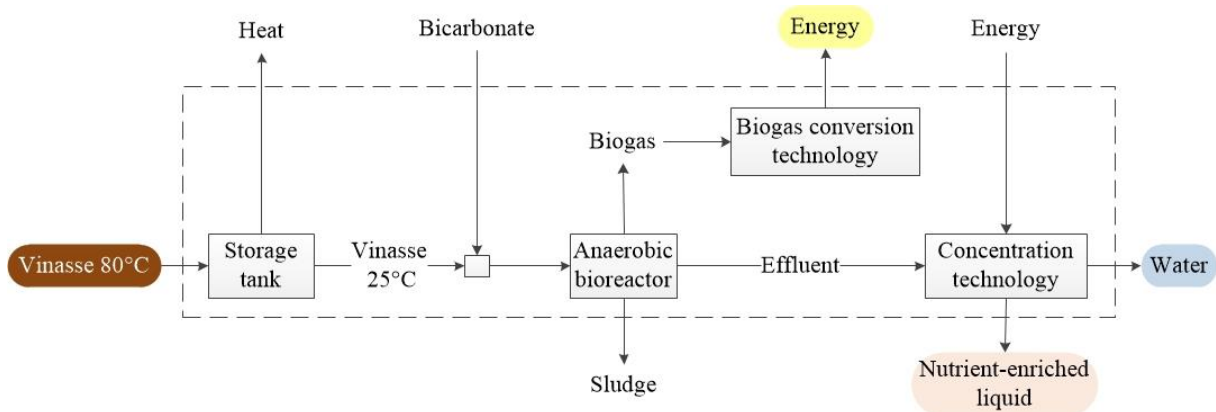 Heat
Bicarbonate
Energy
Energy
Biogas
Biogas conversion
technology
Vinasse 80°C
Storage
tank
Vinasse
25°C
Anaerobic
bioreactor
Effluent
Concentration
technology
Water
Sludge
Nutrient-enriched
liquid